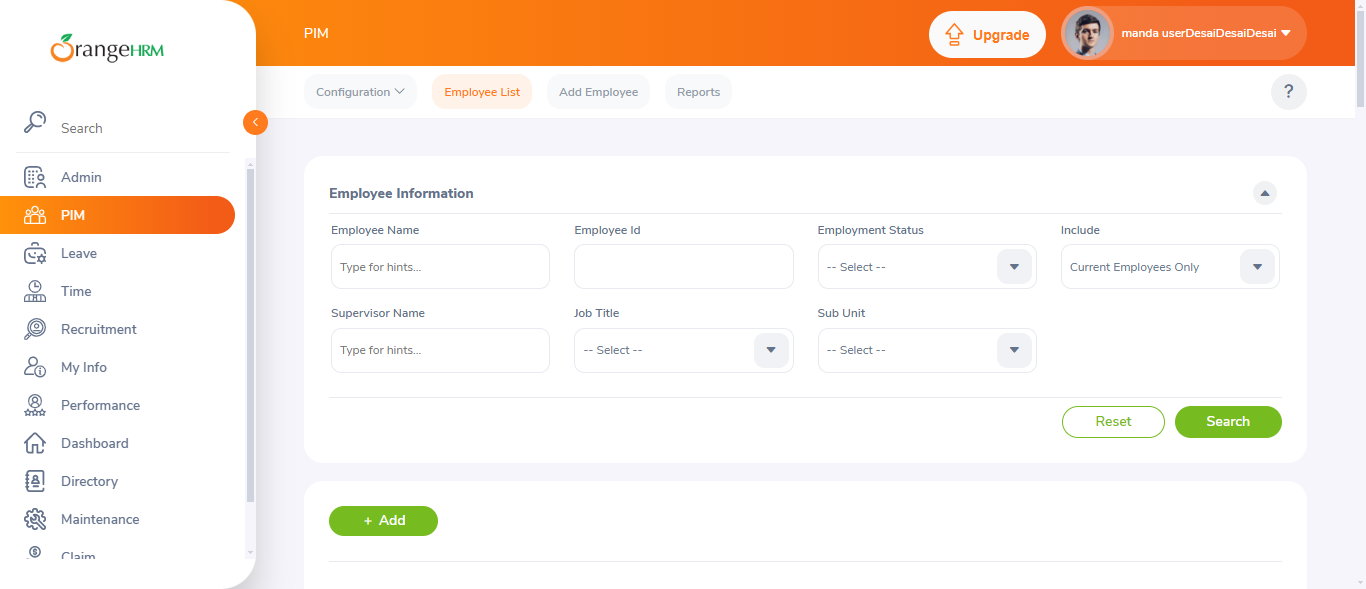 OrangeHRM
PIM
Upgrade
manda userDesaiDesaiDesai
Configuration
Employee List
Add Employee
Reports
?
Search
Admin
PIM
Leave
Time
Recruitment
My Info
Performance
Dashboard
Directory
Maintenance
Claim
Employee Information
Employee Name
Employee Id
Employment Status
Include
Type for hints...
-- Select --
Current Employees Only
Supervisor Name
Job Title
Sub Unit
Type for hints...
-- Select --
-- Select --
Reset
Search
+ Add